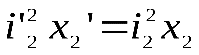 i'₂² x₂' = i₂² x₂